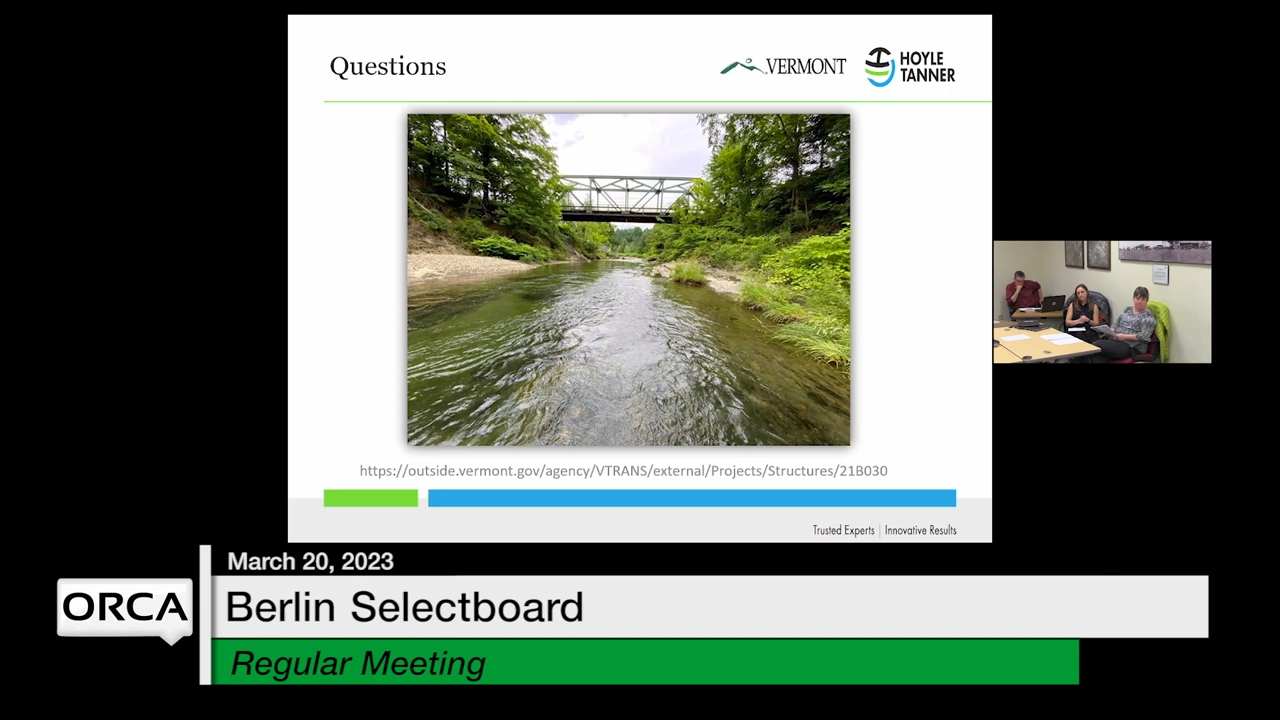 Questions
VERMONT
HOYLE
TANNER
https://outside.vermont.gov/agency/VTRANS/external/Projects/Structures/21B030
Trusted Experts | Innovative Results
March 20, 2023
ORCA
Berlin Selectboard
Regular Meeting